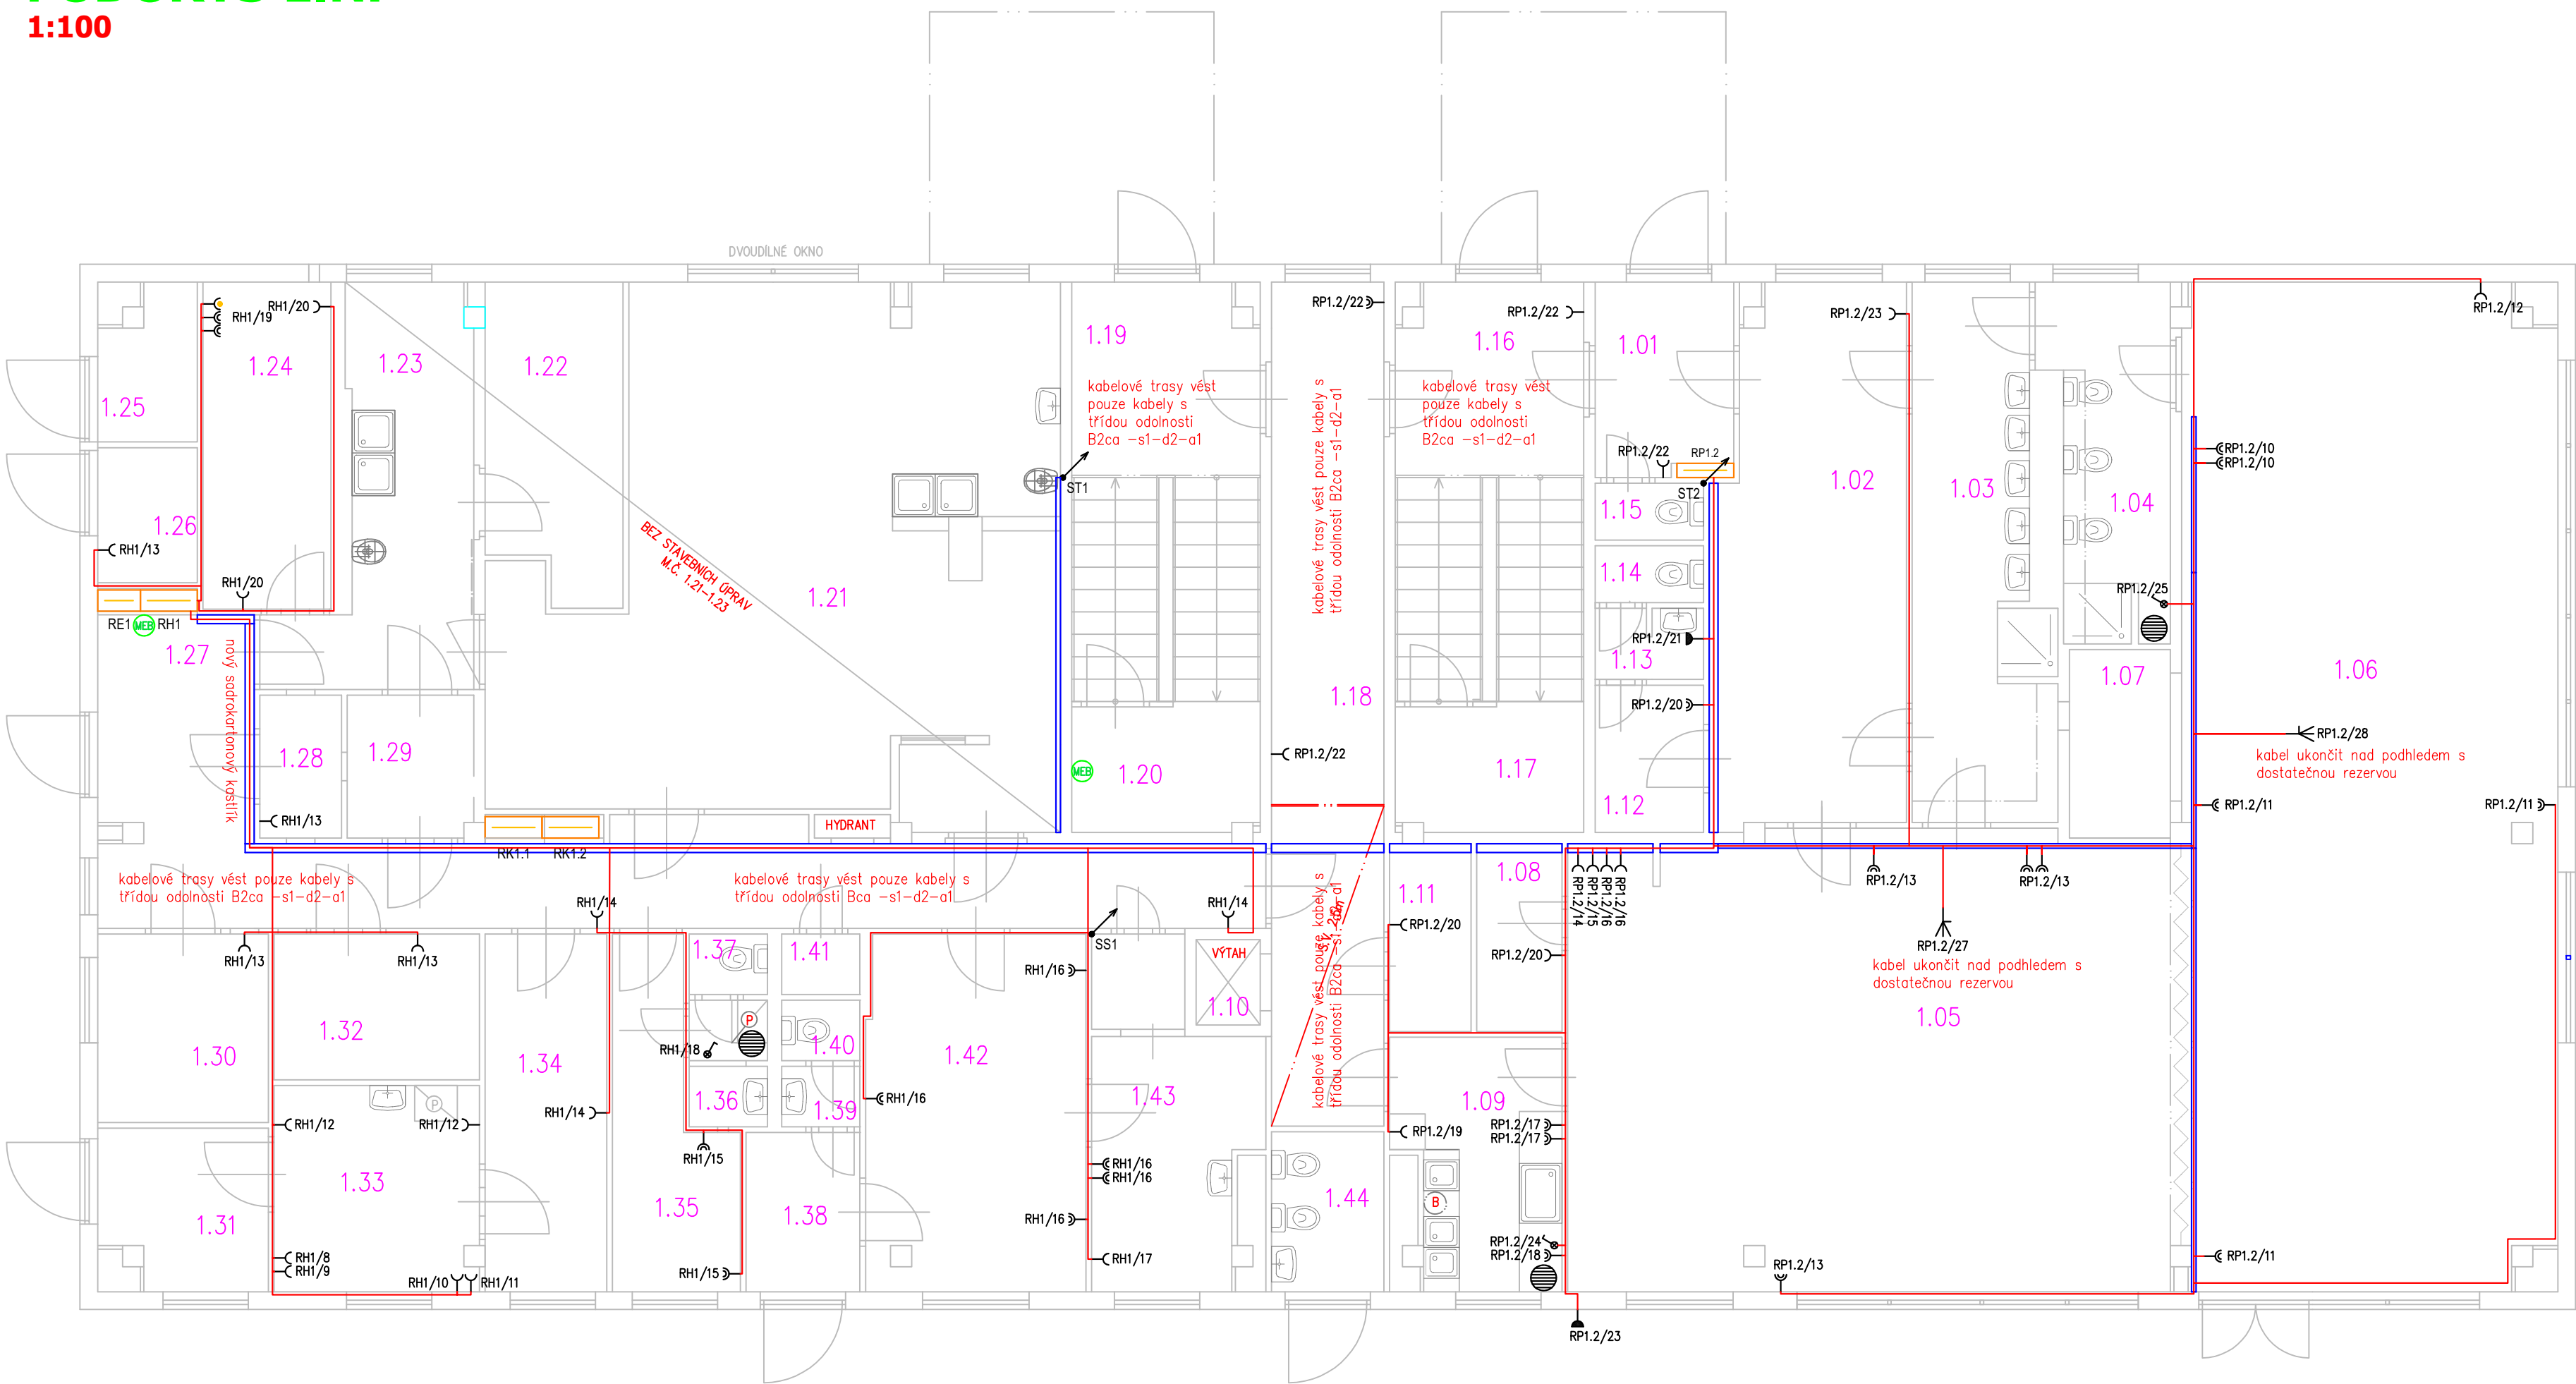 1:100
DVOUDÍLNÉ OKNO
RH1/19
RH1/20
1.24
1.23
1.22
1.25
1.26
RH1/13
RH1/20
RE1
MEB
RH1
1.27
nový sádrokartonový kastlík
1.28
1.29
RH1/13
BEZ STAVEBNÍCH ÚPRAV
M.Č. 1.21-1.23
1.21
RK1.1
RK1.2
HYDRANT
1.19
kabelové trasy vést
pouze kabely s
třídou odolnosti
B2ca -s1-d2-a1
ST1
MEB
1.20
RP1.2/22
kabelové trasy vést pouze kabely s
třídou odolnosti B2ca -s1-d2-a1
1.18
RP1.2/22
1.16
RP1.2/22
kabelové trasy vést
pouze kabely s
třídou odolnosti
B2ca -s1-d2-a1
1.17
1.01
RP1.2/22
RP1.2
ST2
1.15
1.14
RP1.2/21
1.13
RP1.2/20
1.12
RP1.2/23
1.02
1.03
1.04
RP1.2/25
1.07
RP1.2/12
RP1.2/10
RP1.2/10
1.06
RP1.2/28
kabel ukončit nad podhledem s
dostatečnou rezervou
RP1.2/11
RP1.2/11
kabelové trasy vést pouze kabely s
třídou odolnosti B2ca -s1-d2-a1
kabelové trasy vést pouze kabely s
třídou odolnosti Bca -s1-d2-a1
RH1/13
RH1/13
RH1/14
RH1/14
1.30
1.32
1.34
RH1/12
RH1/12
1.33
1.31
RH1/8
RH1/9
RH1/10
RH1/11
RH1/14
1.37
P
RH1/18
1.36
RH1/15
1.35
RH1/15
1.41
1.40
1.39
1.38
1.42
RH1/16
RH1/16
RH1/16
RH1/16
RH1/16
RH1/17
SS1
VÝTAH
1.10
1.43
kabelové trasy vést pouze kabely s
třídou odolnosti B2ca -s1-d2-a1
1.44
1.11
1.08
RP1.2/20
RP1.2/20
1.09
RP1.2/19
RP1.2/17
RP1.2/17
B
RP1.2/24
RP1.2/18
RP1.2/23
RP1.2/14
RP1.2/15
RP1.2/16
RP1.2/16
RP1.2/13
RP1.2/13
RP1.2/27
kabel ukončit nad podhledem s
dostatečnou rezervou
1.05
RP1.2/13
RP1.2/11
P